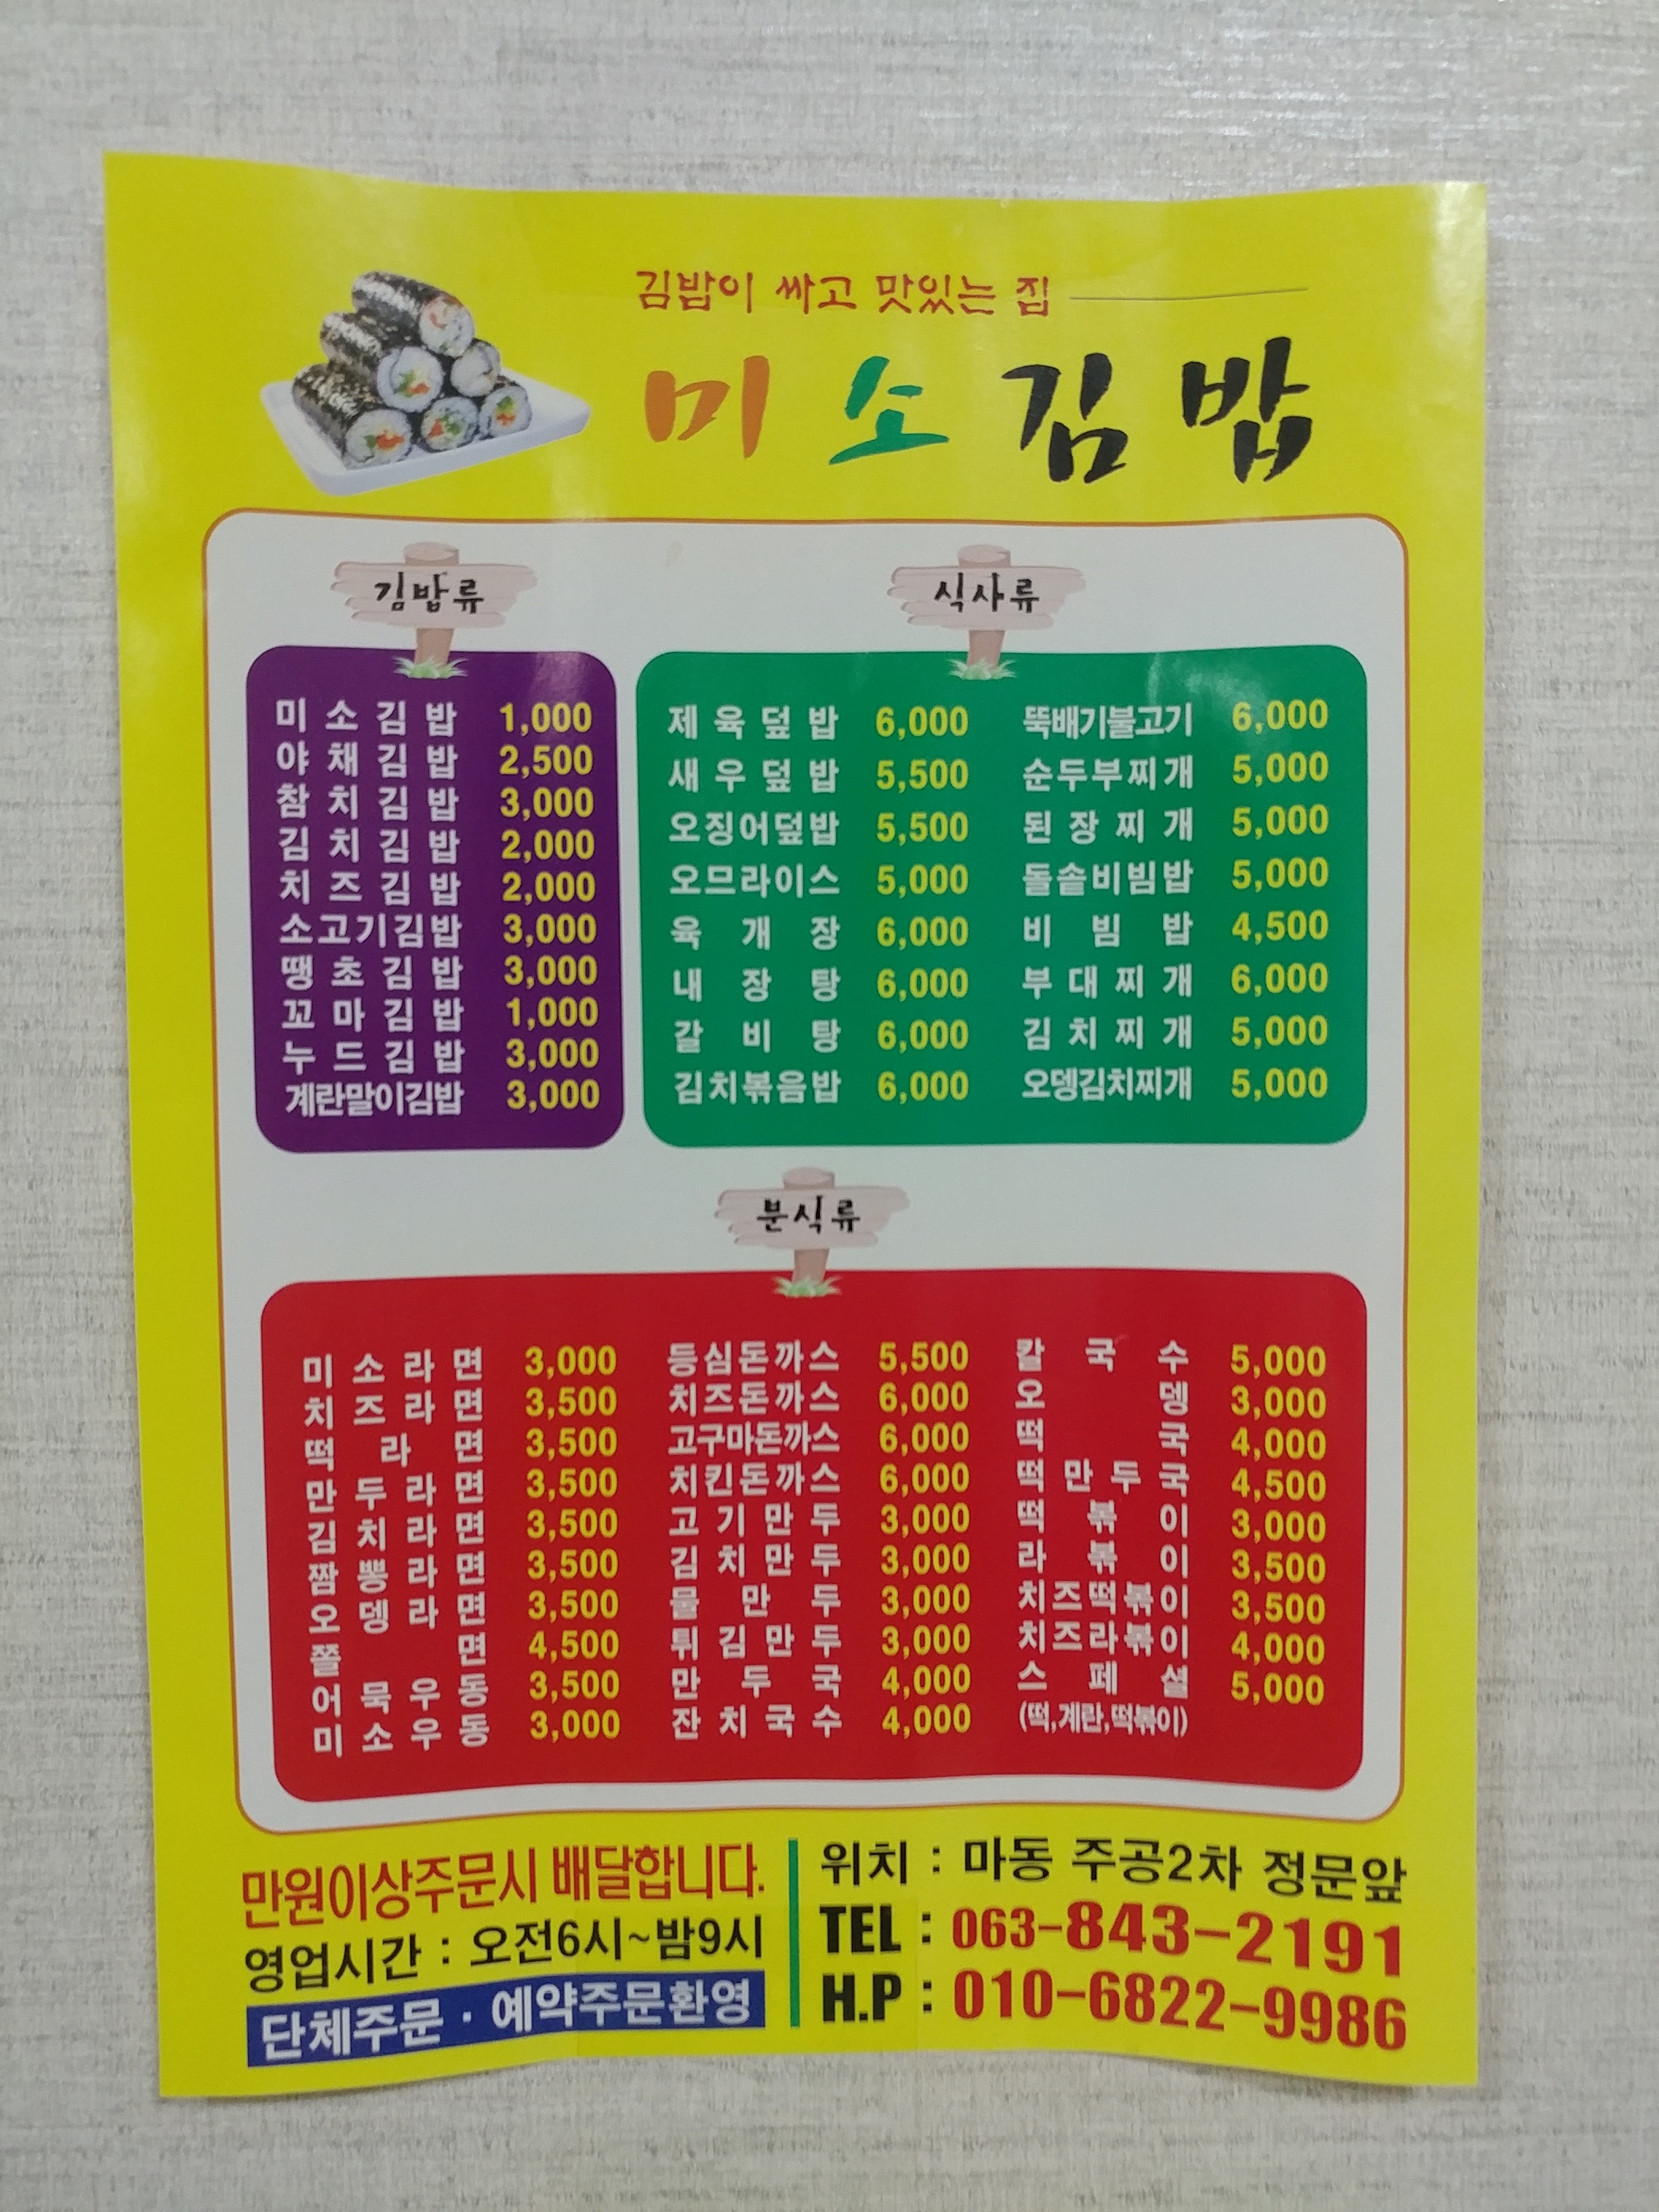 김밥이 싸고 맛있는 집
미소김밥
김밥류
미소김밥 1,000
야채김밥 2,500
참치김밥 3,000
김치김밥 2,000
치즈김밥 2,000
소고기김밥 3,000
땡초김밥 3,000
꼬마김밥 1,000
누드김밥 3,000
계란말이김밥 3,000
식사류
제육덮밥 6,000
새우덮밥 5,500
오징어덮밥 5,500
오므라이스 5,000
육개장 6,000
내장탕 6,000
갈비탕 6,000
김치볶음밥 6,000
뚝배기불고기 6,000
순두부찌개 5,000
된장찌개 5,000
돌솥비빔밥 5,000
비빔밥 4,500
부대찌개 6,000
김치찌개 5,000
오뎅김치찌개 5,000
분식류
미소라면 3,000
치즈라면 3,500
떡라면 3,500
만두라면 3,500
김치라면 3,500
짬뽕라면 3,500
오뎅라면 3,500
쫄면 4,500
어묵우동 3,500
미소우동 3,000
등심돈까스 5,500
치즈돈까스 6,000
고구마돈까스 6,000
치킨돈까스 6,000
고기만두 3,000
김치만두 3,000
물만두 3,000
튀김만두 3,000
만두국 4,000
잔치국수 4,000
칼국수 5,000
오뎅 3,000
떡국 4,000
떡만두국 4,500
떡볶이 3,000
라볶이 3,500
치즈떡볶이 3,500
치즈라볶이 4,000
스페셜 5,000
(떡,계란,떡볶이)
만원이상주문시 배달합니다.
영업시간 : 오전6시~밤9시
단체주문 · 예약주문환영
위치 : 마동 주공2차 정문앞
TEL : 063-843-2191
H.P : 010-6822-9986